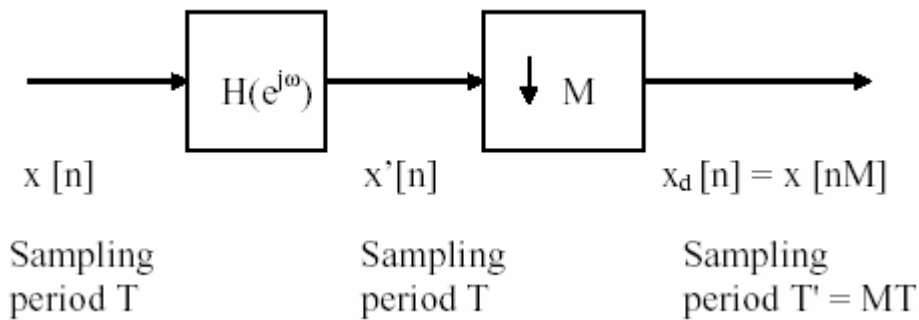 H(e^jω)
↓ M
x [n]
x'[n]
x_d [n] = x [nM]
Sampling
period T
Sampling
period T
Sampling
period T' = MT